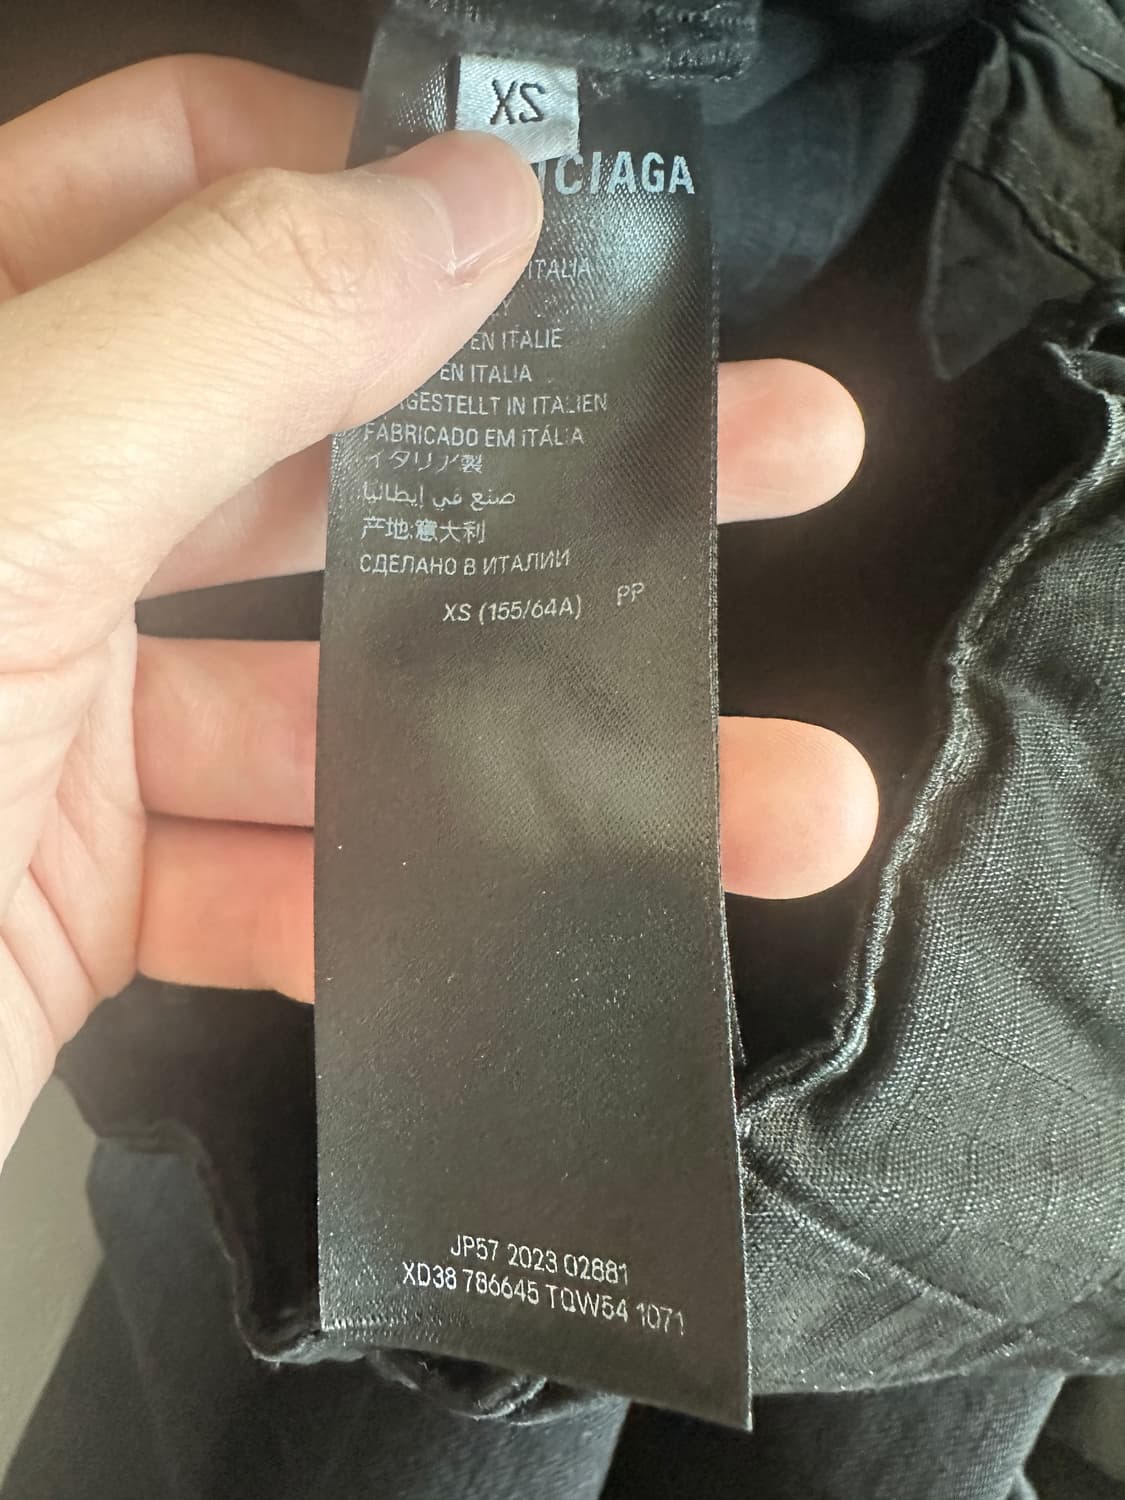 XS
CIAGA
ITALIA
Y
EN ITALIE
EN ITALIA
GESTELLT IN ITALIEN
FABRICADO EM ITÁLIA
イタリア製
صنع في إيطاليا
产地:意大利
СДЕЛАНО В ИТАЛИИ
XS (155/64A) PP
JP57 2023 02881
XD38 786645 TQW54 1071